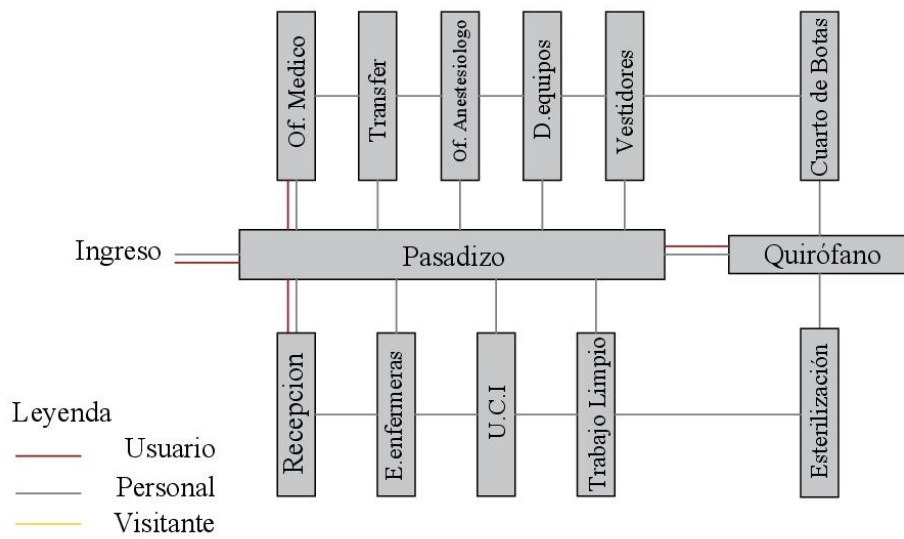 Of. Medico
Transfer
Of. Anestesiologo
D.equipos
Vestidores
Cuarto de Botas
Ingreso
Pasadizo
Quirófano
Recepcion
E.enfermeras
U.C.I
Trabajo Limpio
Esterilización
Leyenda
Usuario
Personal
Visitante